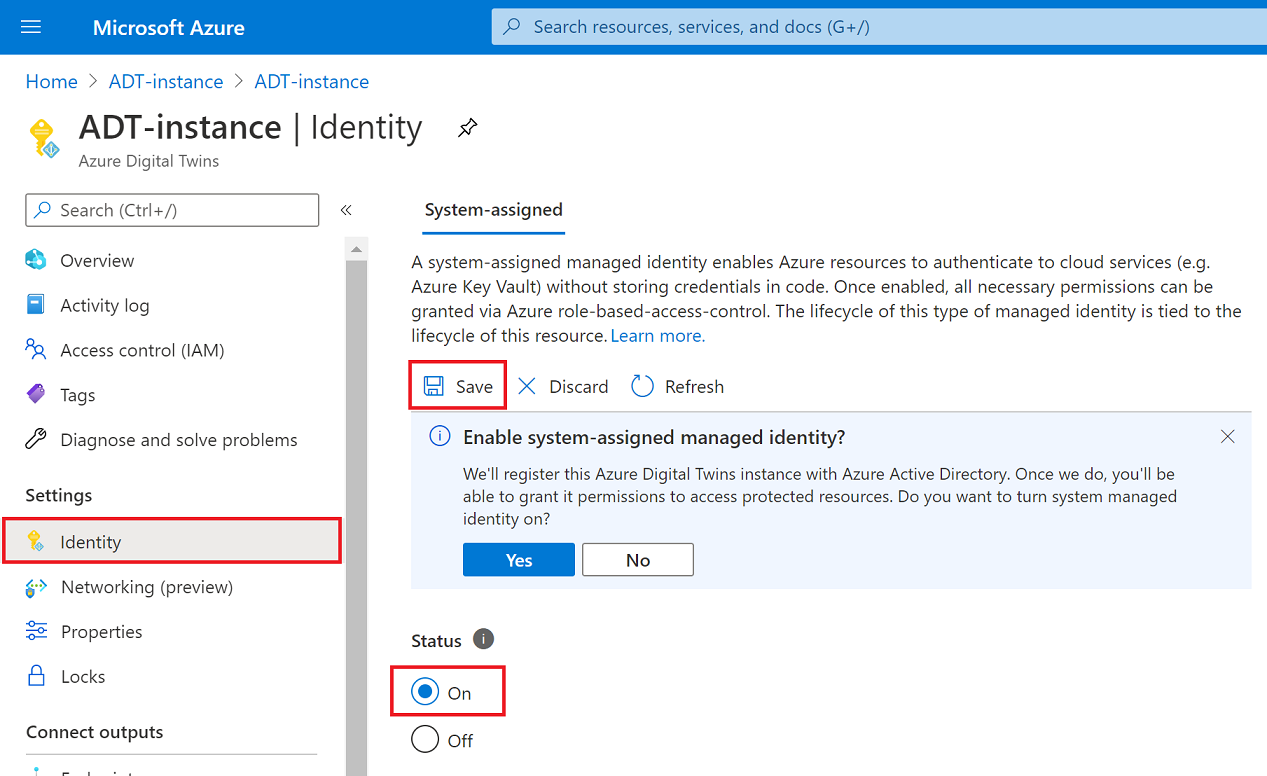 Microsoft Azure
Search resources, services, and docs (G+/)
Home > ADT-instance > ADT-instance
ADT-instance | Identity
Azure Digital Twins
Search (Ctrl+/)
«
Overview
Activity log
Access control (IAM)
Tags
Diagnose and solve problems
Settings
Identity
Networking (preview)
Properties
Locks
Connect outputs
System-assigned
A system-assigned managed identity enables Azure resources to authenticate to cloud services (e.g.
Azure Key Vault) without storing credentials in code. Once enabled, all necessary permissions can be
granted via Azure role-based-access-control. The lifecycle of this type of managed identity is tied to the
lifecycle of this resource. Learn more.
Save Discard Refresh
Enable system-assigned managed identity?
We'll register this Azure Digital Twins instance with Azure Active Directory. Once we do, you'll be
able to grant it permissions to access protected resources. Do you want to turn system managed
identity on?
Yes No
Status
On
Off